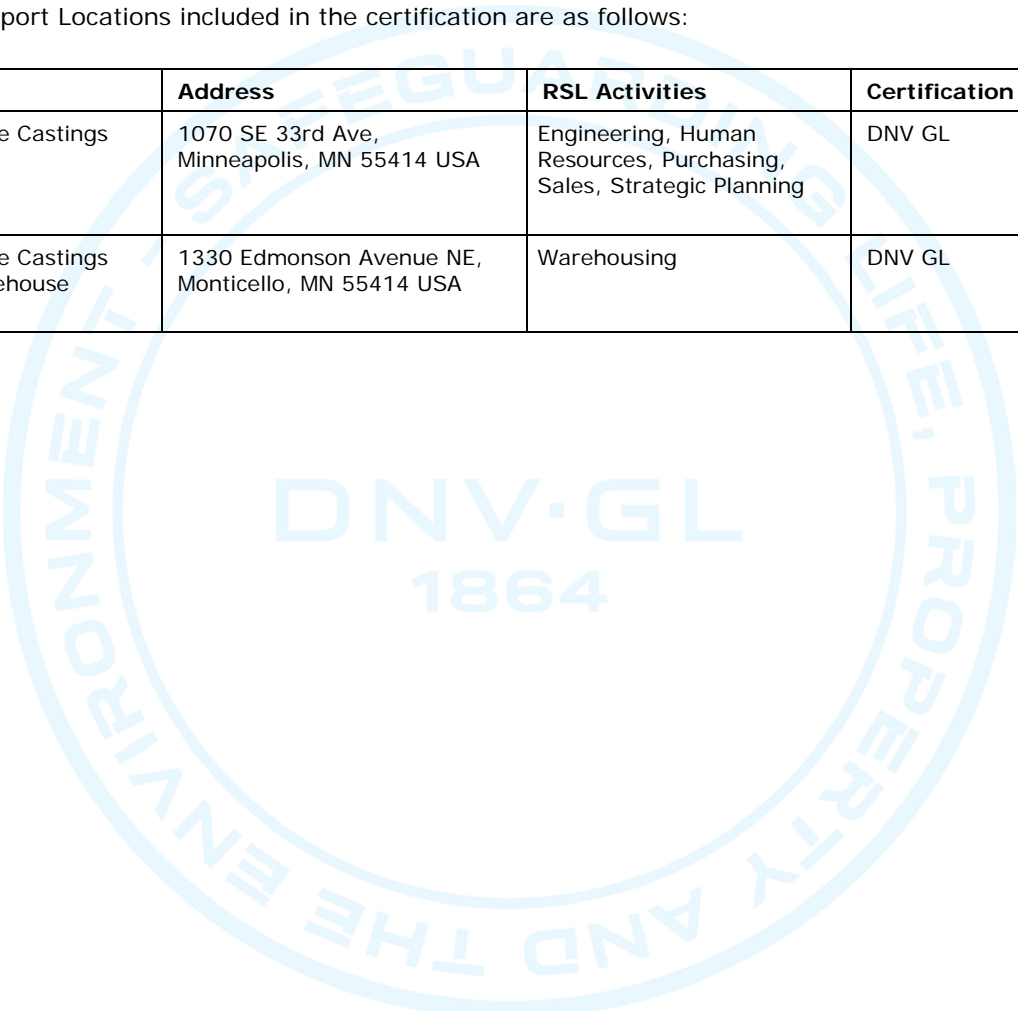 port Locations included in the certification are as follows:
Address RSL Activities Certification
e Castings 1070 SE 33rd Ave, Engineering, Human DNV GL
Minneapolis, MN 55414 USA Resources, Purchasing,
Sales, Strategic Planning
e Castings 1330 Edmonson Avenue NE, Warehousing DNV GL
ehouse Monticello, MN 55414 USA
SAFEGUARDING LIFE, PROPERTY AND THE ENVIRONMENT
DNV·GL
1864